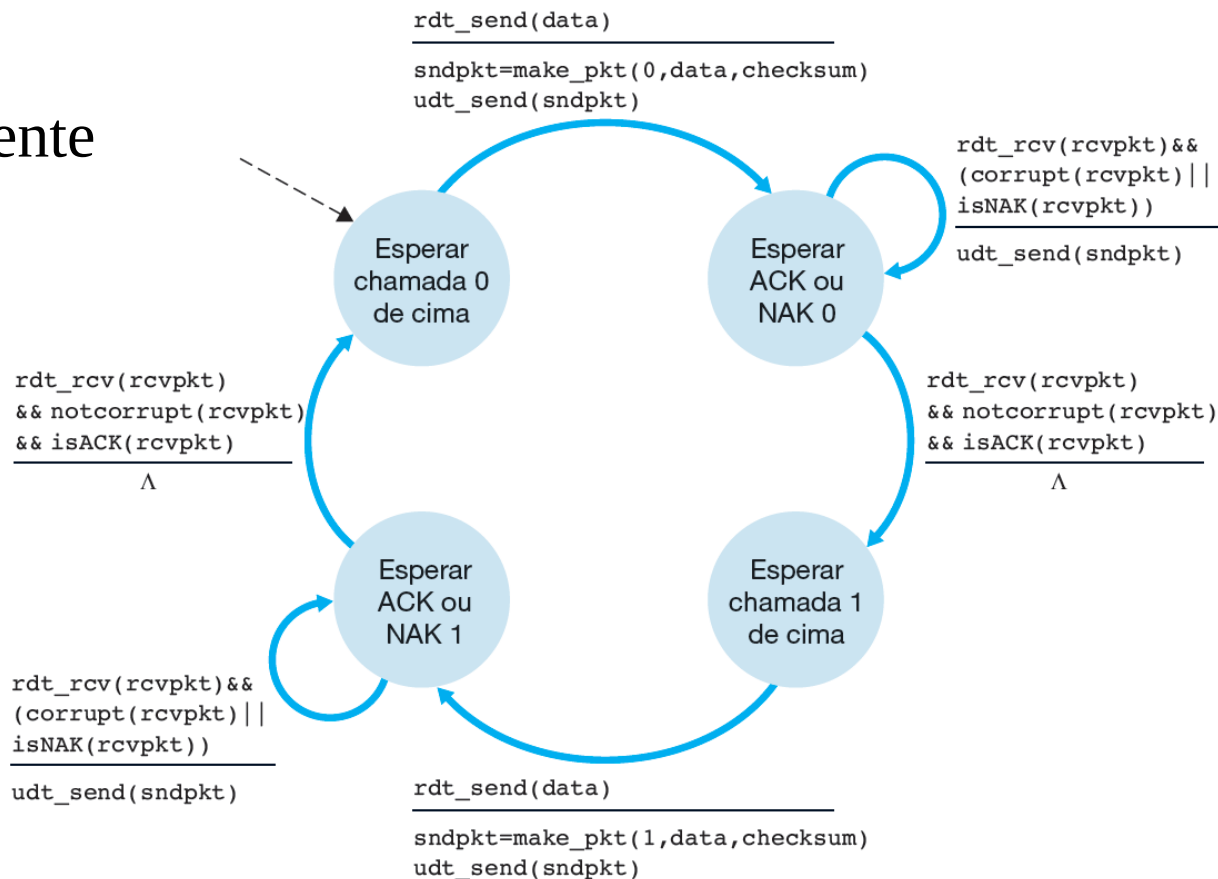 rdt_send(data)
sndpkt=make_pkt(0,data,checksum)
udt_send(sndpkt)
ente
rdt_rcv(rcvpkt)&&
(corrupt(rcvpkt)||
isNAK(rcvpkt))
udt_send(sndpkt)
Esperar
chamada 0
de cima
Esperar
ACK ou
NAK 0
rdt_rcv(rcvpkt)
&& notcorrupt(rcvpkt)
&& isACK(rcvpkt)
Λ
rdt_rcv(rcvpkt)
&& notcorrupt(rcvpkt)
&& isACK(rcvpkt)
Λ
Esperar
ACK ou
NAK 1
Esperar
chamada 1
de cima
rdt_rcv(rcvpkt)&&
(corrupt(rcvpkt)||
isNAK(rcvpkt))
udt_send(sndpkt)
rdt_send(data)
sndpkt=make_pkt(1,data,checksum)
udt_send(sndpkt)